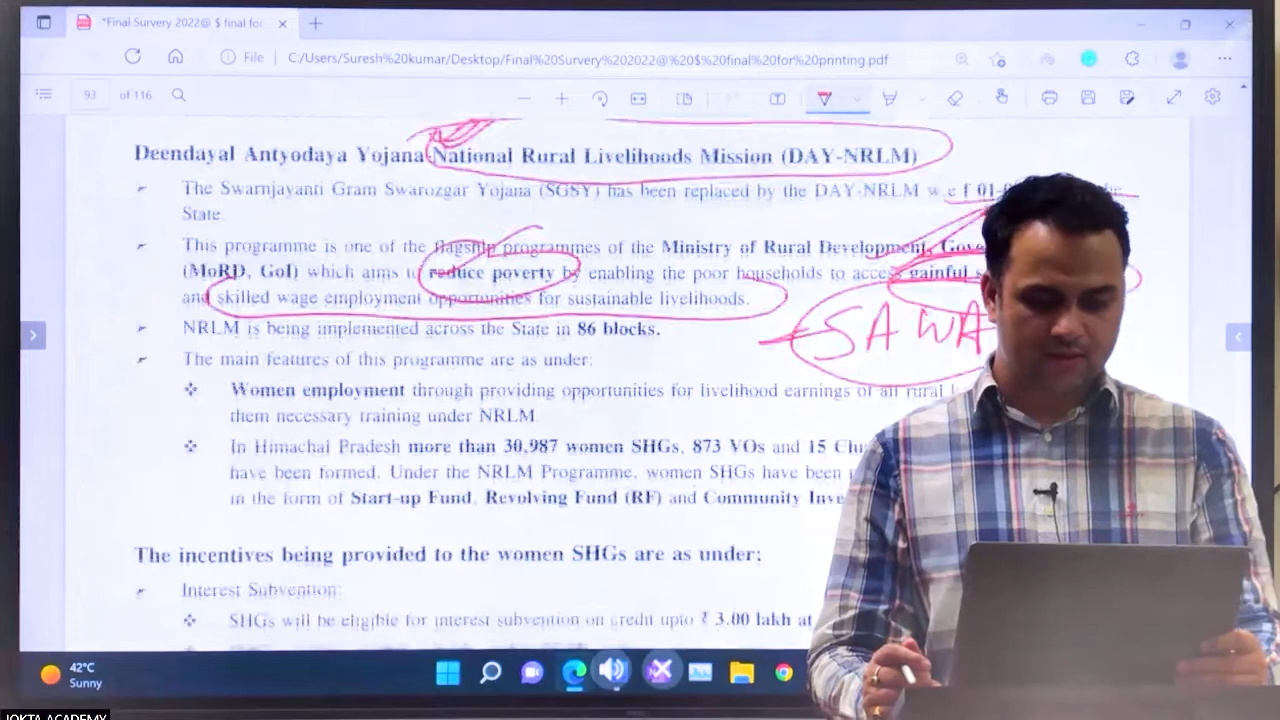 *Final Survery 2022@ $ final foc
File
C:/Users/Suresh%20kumar/Desktop/Final%20Survery%202022@%20$%20final%20for%20printing.pdf
93 of 116
Deendayal Antyodaya Yojana-National Rural Livelihoods Mission (DAY-NRLM)
The Swarnjayanti Gram Swarozgar Yojana (SGSY) has been replaced by the DAY-NRLM w.e f 01-
State.
This programme is one of the flagship programmes of the Ministry of Rural Development,
(MoRD, GoI) which aims to reduce poverty by enabling the poor households to access gainful
and skilled wage employment opportunities for sustainable livelihoods.
SAWA
NRLM is being implemented across the State in 86 blocks.
The main features of this programme are as under:
Women employment through providing opportunities for livelihood earnings of all rural
them necessary training under NRLM.
In Himachal Pradesh more than 30,987 women SHGs, 873 VOs and 15
have been formed. Under the NRLM Programme, women SHGs have been
in the form of Start-up Fund, Revolving Fund (RF) and Community
The incentives being provided to the women SHGs are as under:
Interest Subvention:
SHGs will be eligible for interest subvention on credit upto ₹ 3.00 lakh at
42°C
Sunny
JOKTA ACADEMY